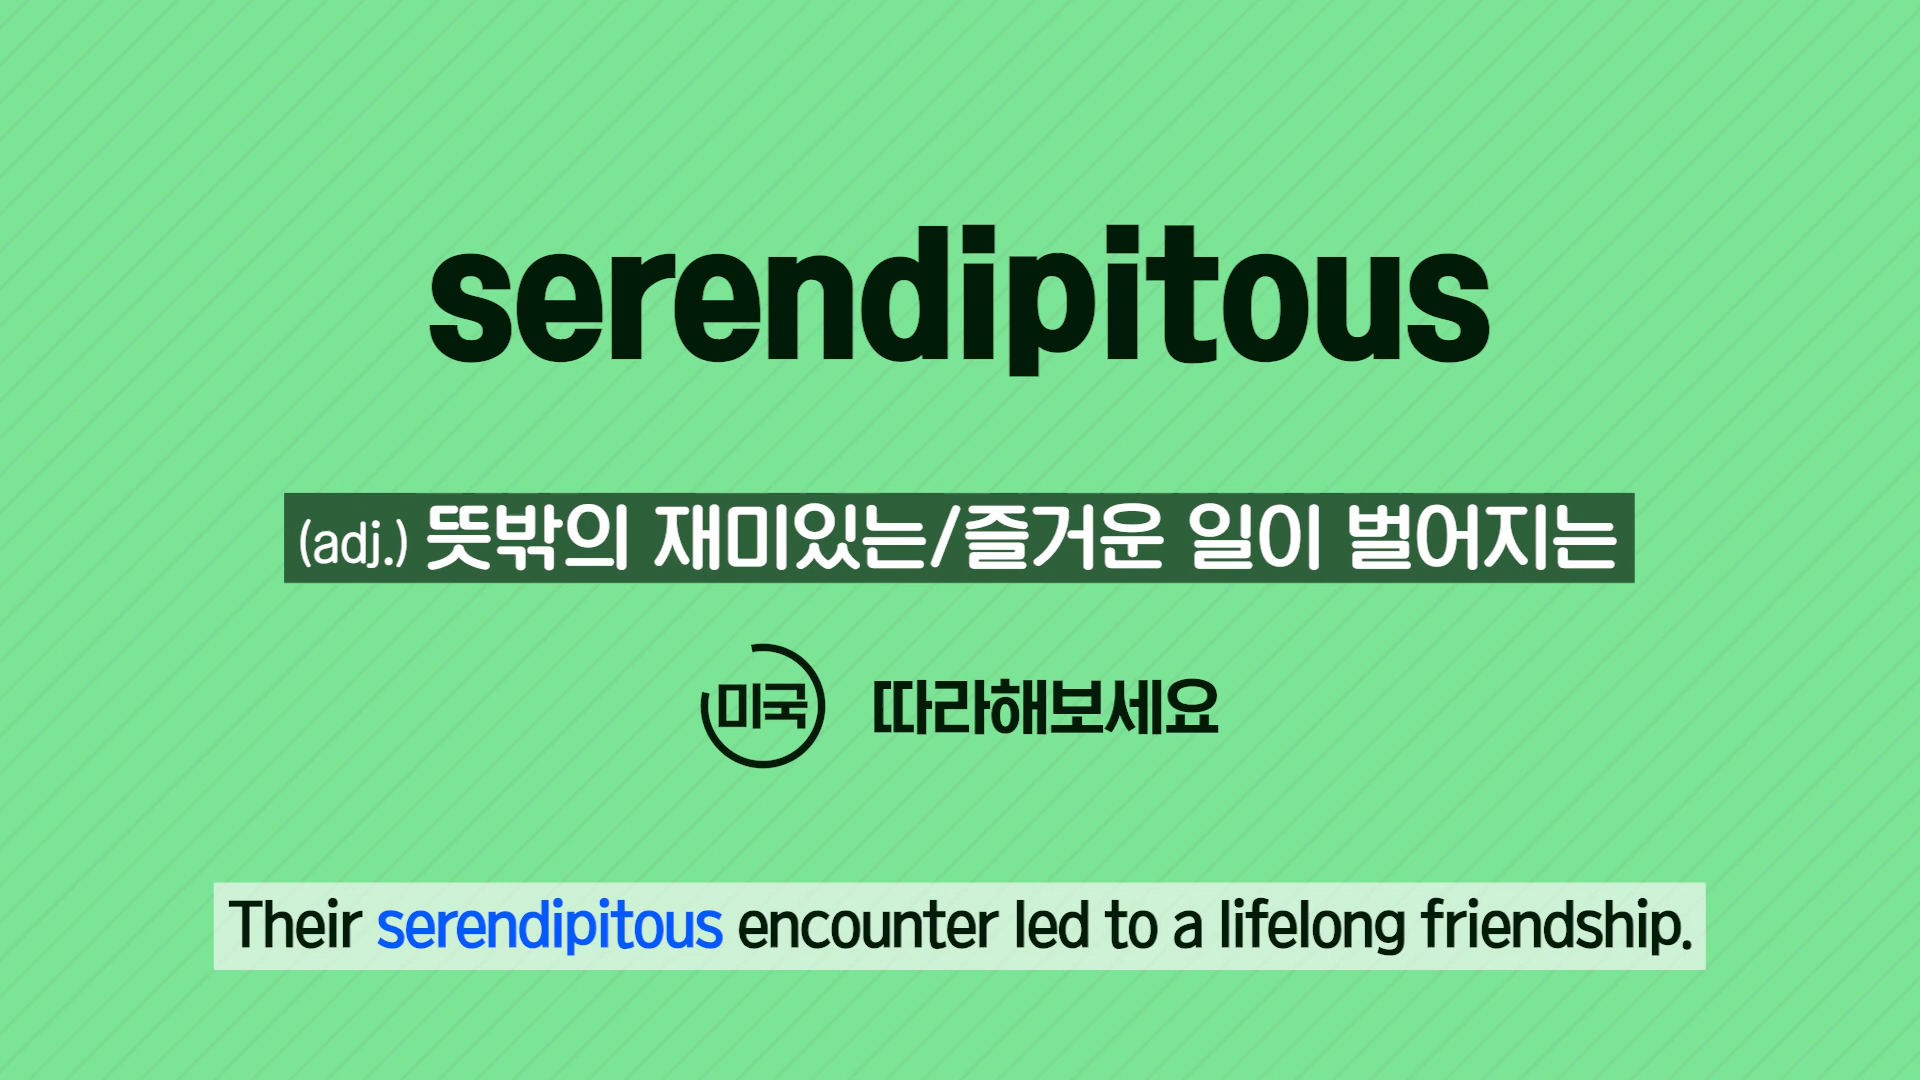 serendipitous
(adj.) 뜻밖의 재미있는/즐거운 일이 벌어지는
미국 따라해보세요
Their serendipitous encounter led to a lifelong friendship.